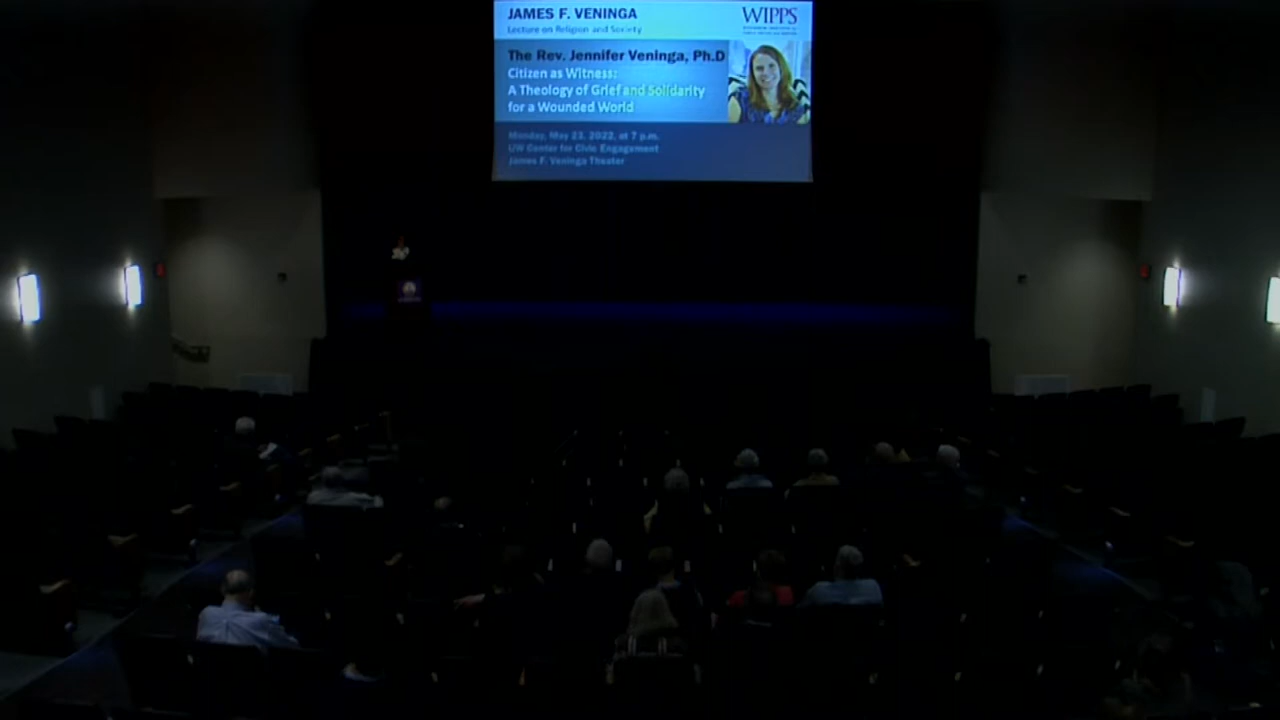 JAMES F. VENINGA
Lecture on Religion and Society
WIPPS
The Rev. Jennifer Veninga, Ph.D
Citizen as Witness:
A Theology of Grief and Solidarity
for a Wounded World
Monday, May 23, 2022, at 7 p.m.
UW Center for Civic Engagement
James F. Veninga Theater